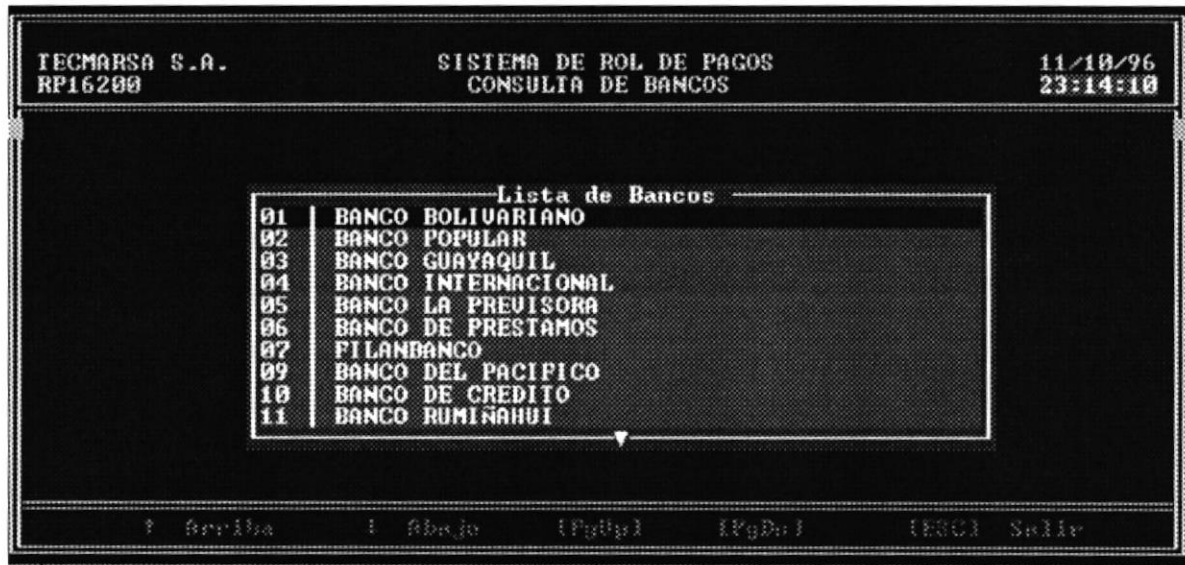 TECMARSA S.A. SISTEMA DE ROL DE PAGOS 11/10/96
RP16200 CONSULTA DE BANCOS 23:14:10
Lista de Bancos
01 BANCO BOLIVARIANO
02 BANCO POPULAR
03 BANCO GUAYAQUIL
04 BANCO INTERNACIONAL
05 BANCO LA PREVISORA
06 BANCO DE PRESTAMOS
07 FILANBANCO
09 BANCO DEL PACIFICO
10 BANCO DE CREDITO
11 BANCO RUMIÑAHUI
↑ Arriba ↓ Abajo [PgUp] [PgDn] [ESC] Salir